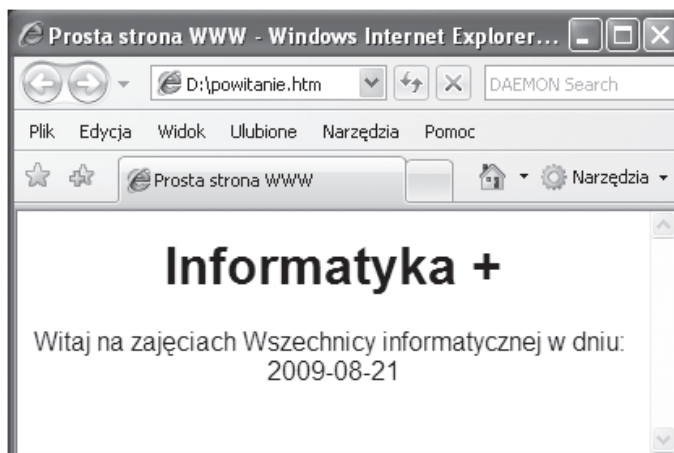 Prosta strona WWW - Windows Internet Explorer...
D:\powitanie.htm DAEMON Search
Plik Edycja Widok Ulubione Narzędzia Pomoc
Prosta strona WWW Narzędzia
Informatyka +
Witaj na zajęciach Wszechnicy informatycznej w dniu:
2009-08-21